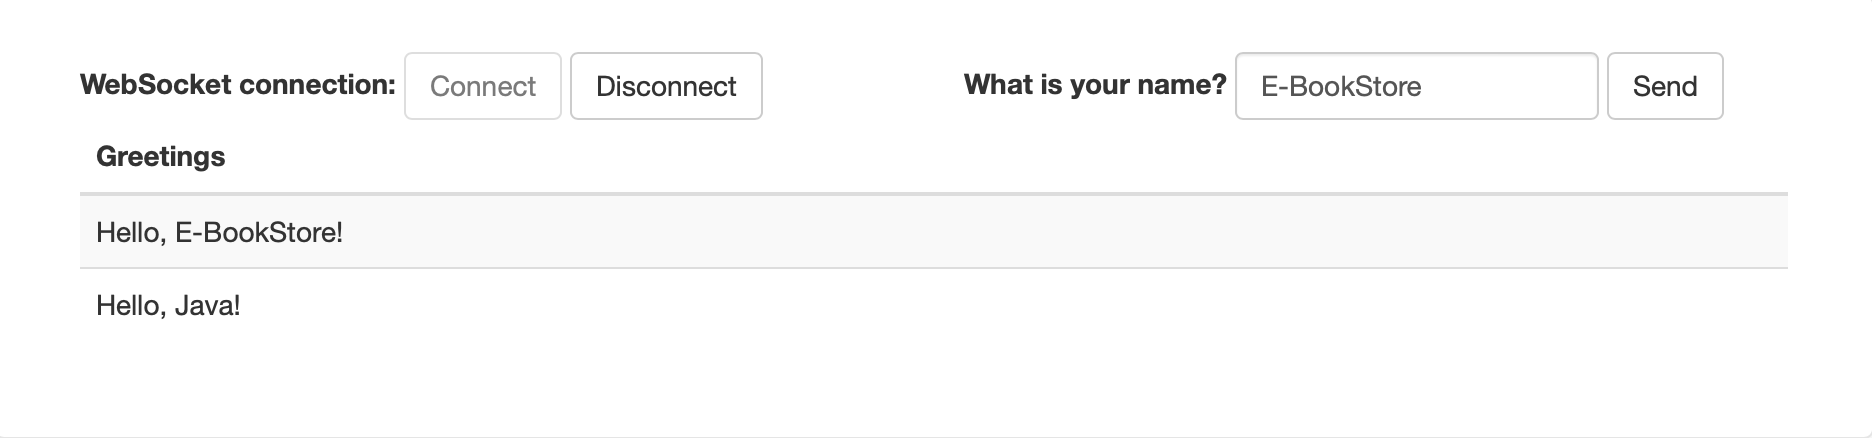 WebSocket connection: Connect Disconnect What is your name? E-BookStore Send
Greetings
Hello, E-BookStore!
Hello, Java!